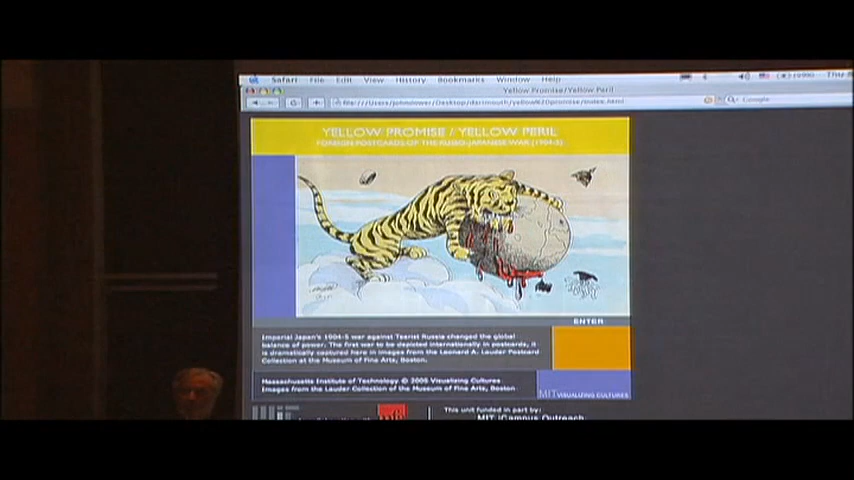 Safari File Edit View History Bookmarks Window Help
Yellow Promise/Yellow Peril
Google
YELLOW PROMISE / YELLOW PERIL
FOREIGN POSTCARDS OF THE RUSSO-JAPANESE WAR (1904-5)
ENTER
Imperial Japan's 1904-5 war against Tsarist Russia changed the global
balance of power. The first war to be depicted internationally in postcards, it
is dramatically captured here in images from the Leonard A. Lauder Postcard
Collection at the Museum of Fine Arts, Boston.
Massachusetts Institute of Technology © 2005 Visualizing Cultures
Images from the Lauder Collection of the Museum of Fine Arts, Boston
MIT VISUALIZING CULTURES
This unit funded in part by:
MIT iCampus Outreach